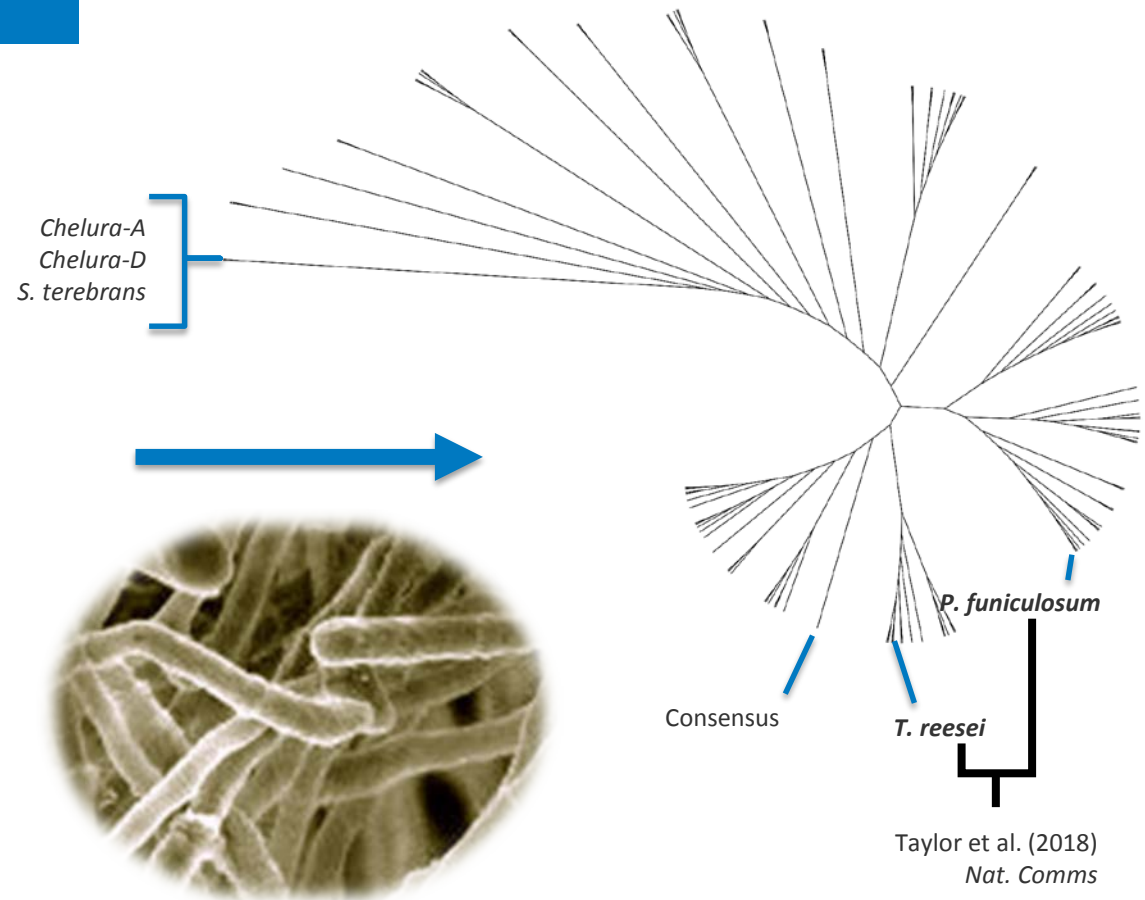 Chelura-A
Chelura-D
S. terebrans
P. funiculosum
Consensus
T. reesei
Taylor et al. (2018)
Nat. Comms